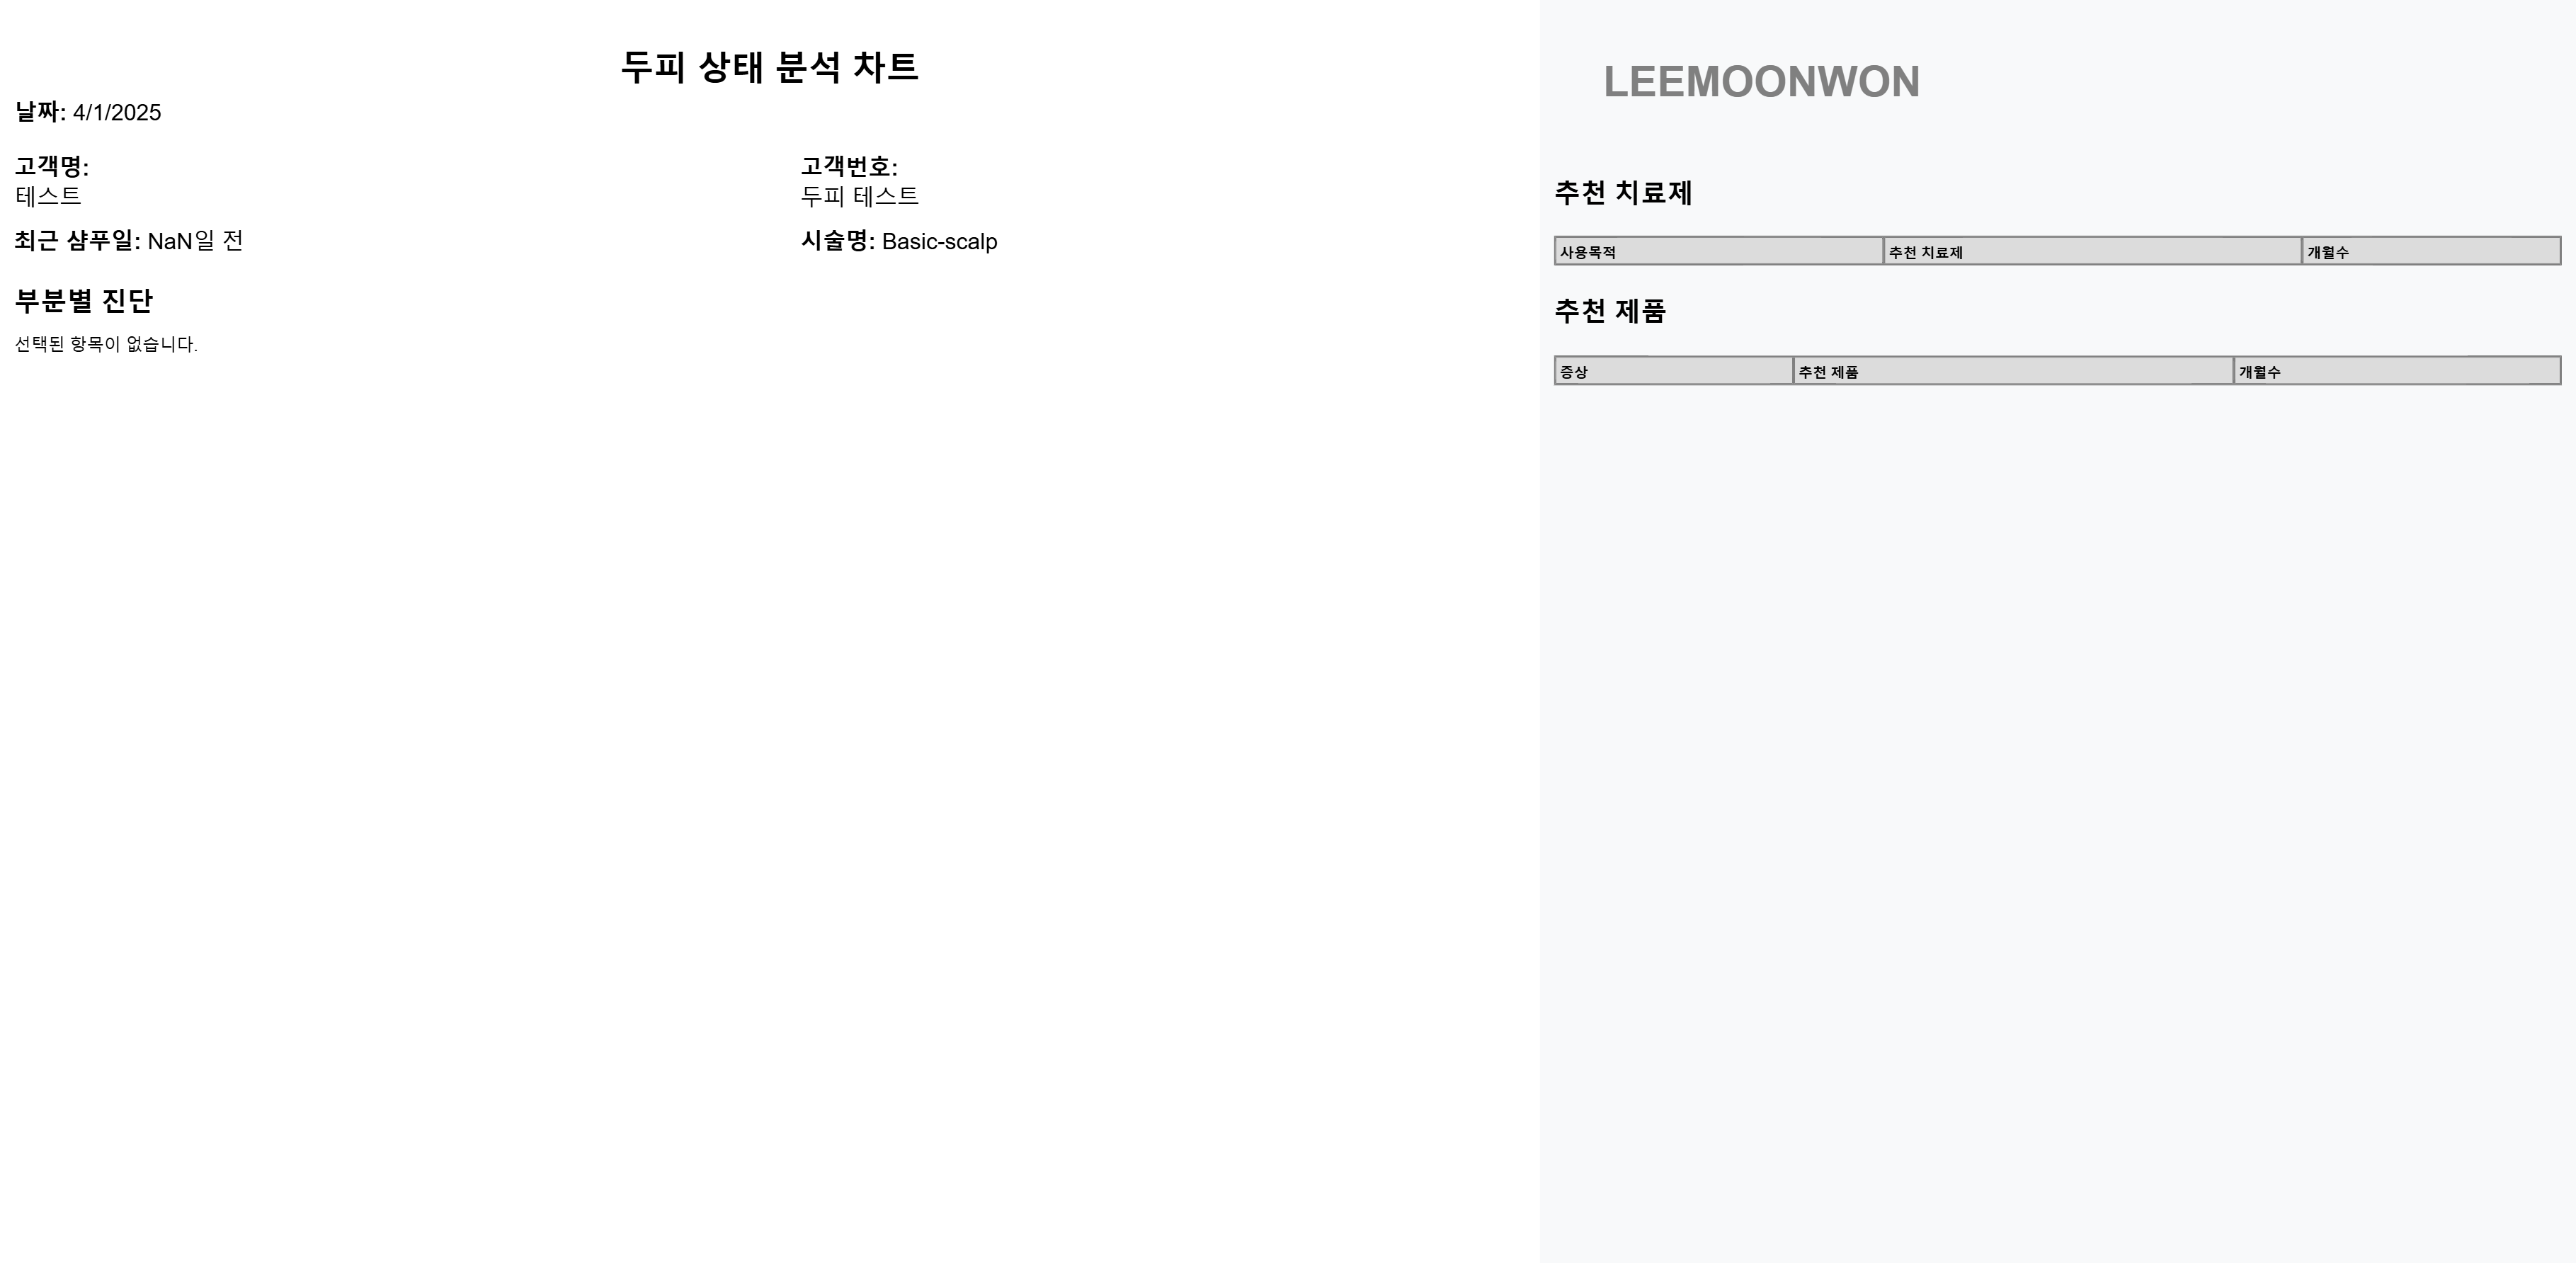 두피 상태 분석 차트
날짜: 4/1/2025
고객명:
테스트
고객번호:
두피 테스트
최근 샴푸일: NaN일 전
시술명: Basic-scalp
부분별 진단
선택된 항목이 없습니다.
LEEMOONWON
추천 치료제
사용목적 추천 치료제 개월수
추천 제품
증상 추천 제품 개월수